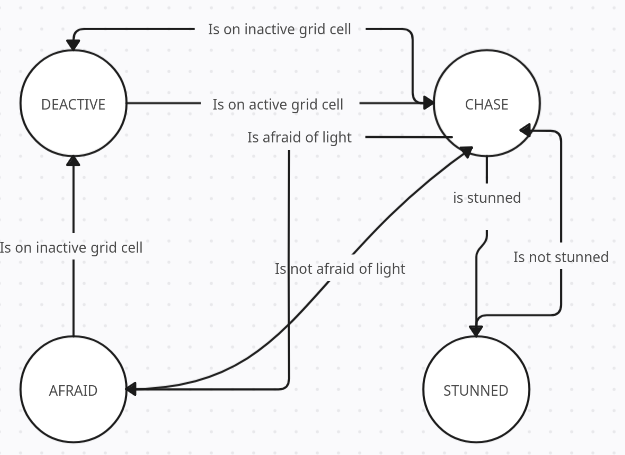 Is on inactive grid cell
DEACTIVE
Is on active grid cell
CHASE
Is afraid of light
is stunned
Is on inactive grid cell
Is not stunned
Is not afraid of light
AFRAID
STUNNED